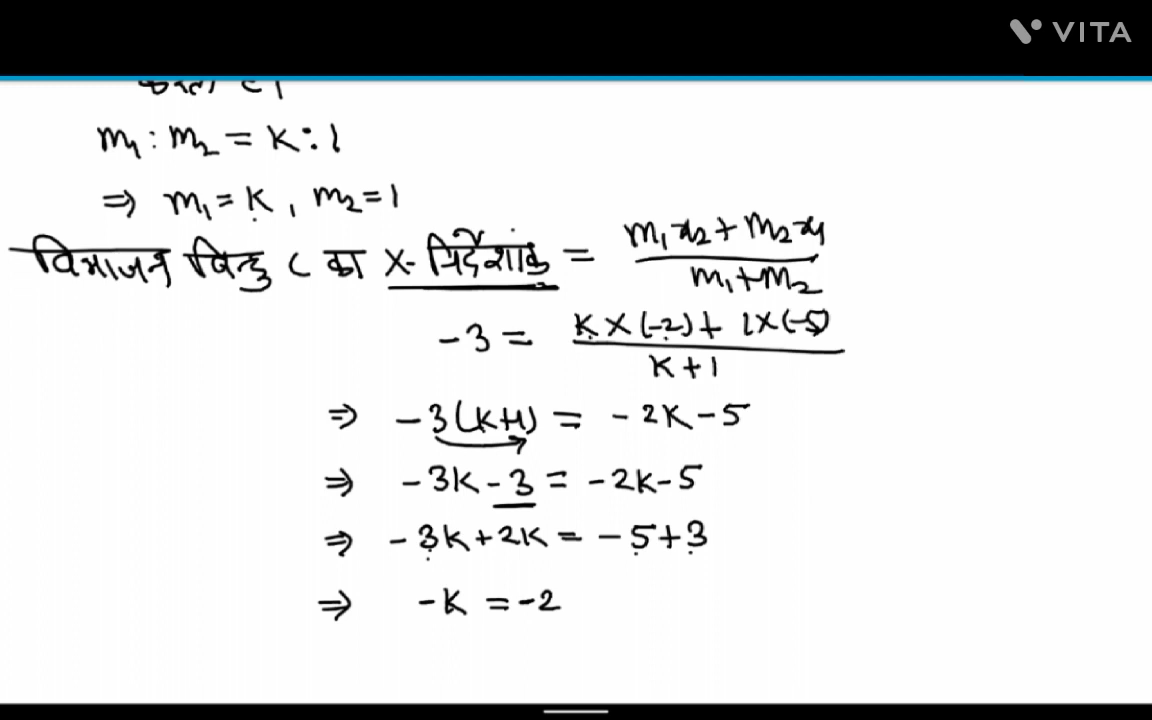 VITA
m₁ : m₂ = K : 1
⇒ m₁ = K , m₂ = 1
विभाजन बिन्दु C का X- निर्देशांक = (m₁x₂ + m₂x₁) / (m₁ + m₂)
-3 = (K × (-2) + 1 × (-5)) / (K + 1)
⇒ -3(K+1) = -2K - 5
⇒ -3K - 3 = -2K - 5
⇒ -3K + 2K = -5 + 3
⇒ -K = -2